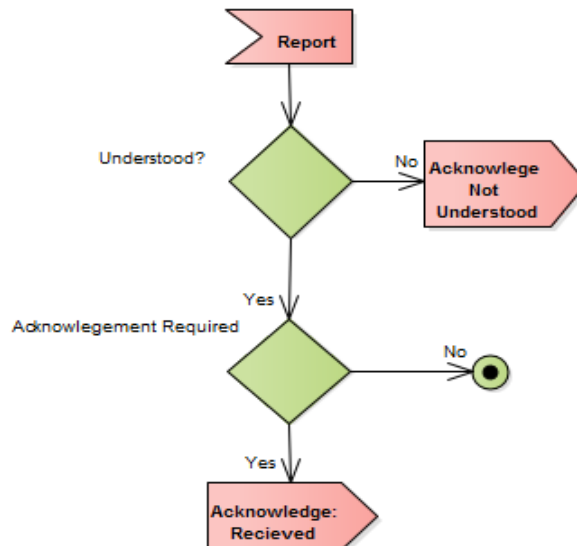 Report
Understood?
No
Acknowlege
Not
Understood
Yes
Acknowlegement Required
No
Yes
Acknowledge:
Recieved